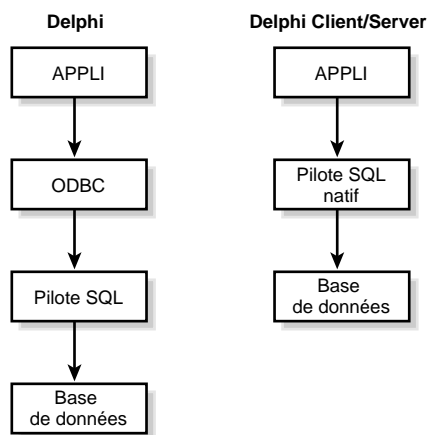 Delphi
APPLI
ODBC
Pilote SQL
Base
de données
Delphi Client/Server
APPLI
Pilote SQL
natif
Base
de données